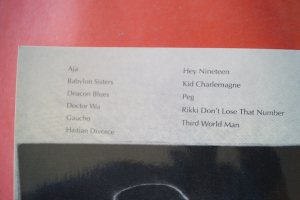 Aja
Babylon Sisters
Deacon Blues
Doctor Wu
Gaucho
Haitian Divorce
Hey Nineteen
Kid Charlemagne
Peg
Rikki Don't Lose That Number
Third World Man